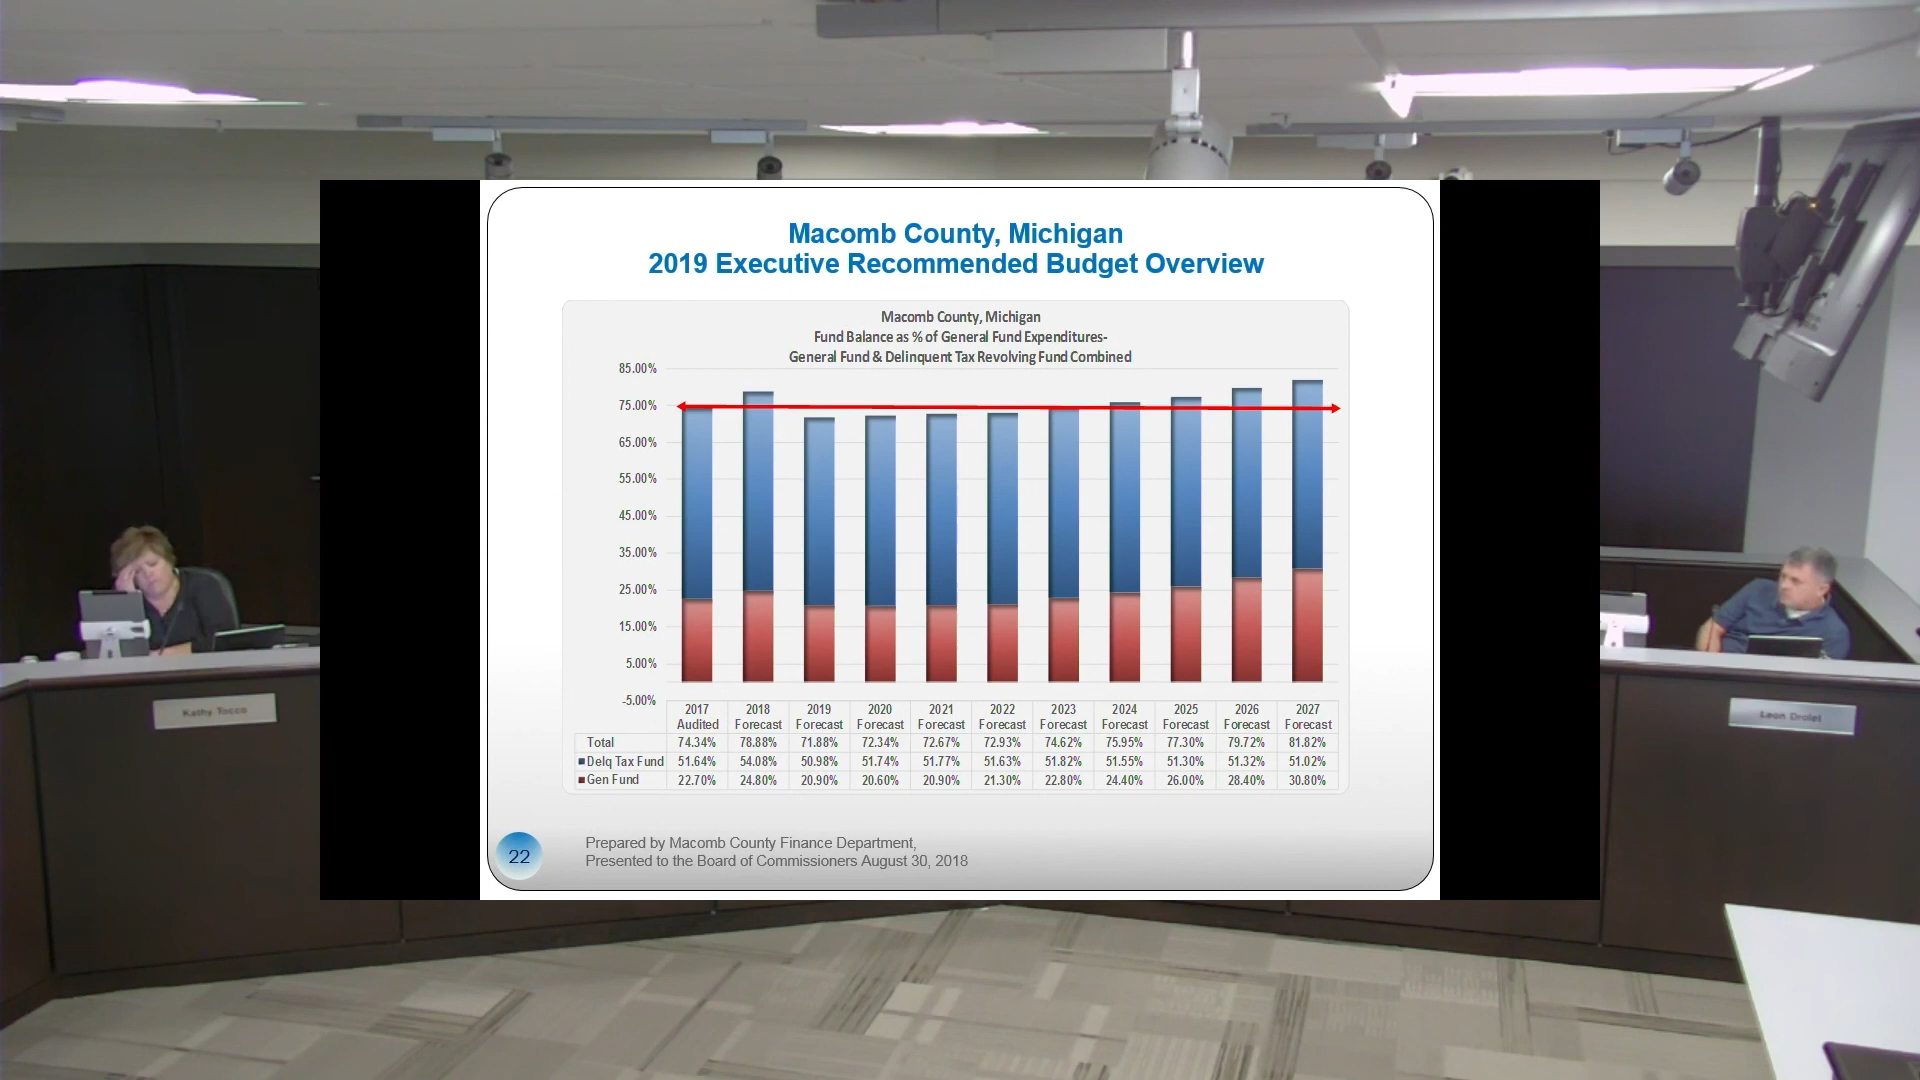 Macomb County, Michigan
2019 Executive Recommended Budget Overview
Macomb County, Michigan
Fund Balance as % of General Fund Expenditures-
General Fund & Delinquent Tax Revolving Fund Combined
85.00%
75.00%
65.00%
55.00%
45.00%
35.00%
25.00%
15.00%
5.00%
-5.00%
2017 2018 2019 2020 2021 2022 2023 2024 2025 2026 2027
Audited Forecast Forecast Forecast Forecast Forecast Forecast Forecast Forecast Forecast Forecast
Total 74.34% 78.88% 71.88% 72.34% 72.67% 72.93% 74.62% 75.95% 77.30% 79.72% 81.82%
Delq Tax Fund 51.64% 54.08% 50.98% 51.74% 51.77% 51.63% 51.82% 51.55% 51.30% 51.32% 51.02%
Gen Fund 22.70% 24.80% 20.90% 20.60% 20.90% 21.30% 22.80% 24.40% 26.00% 28.40% 30.80%
Prepared by Macomb County Finance Department,
Presented to the Board of Commissioners August 30, 2018
22
Kathy Tocco
Leon Drolet